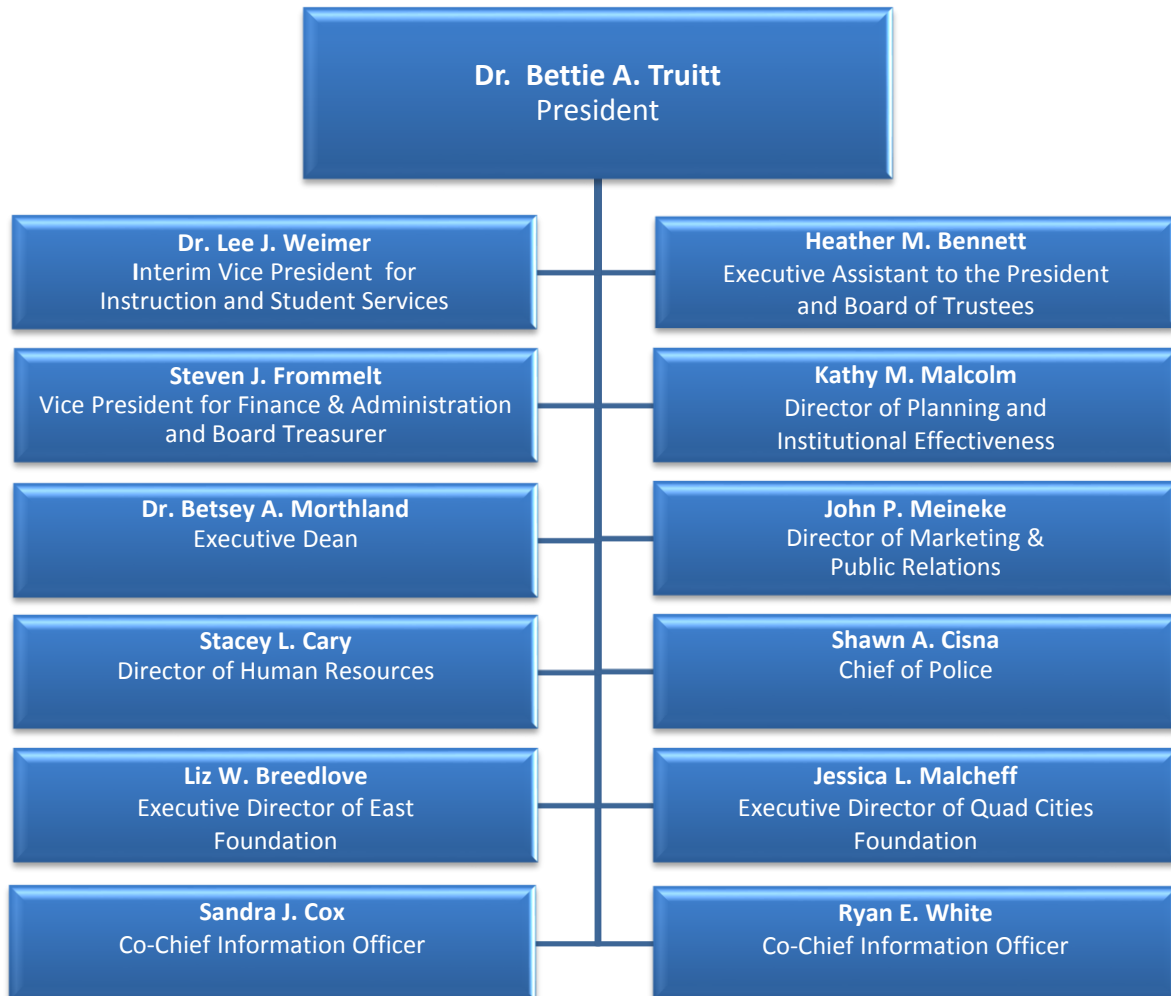 Dr. Bettie A. Truitt
President
Dr. Lee J. Weimer
Interim Vice President for
Instruction and Student Services
Heather M. Bennett
Executive Assistant to the President
and Board of Trustees
Steven J. Frommelt
Vice President for Finance & Administration
and Board Treasurer
Kathy M. Malcolm
Director of Planning and
Institutional Effectiveness
Dr. Betsey A. Morthland
Executive Dean
John P. Meineke
Director of Marketing &
Public Relations
Stacey L. Cary
Director of Human Resources
Shawn A. Cisna
Chief of Police
Liz W. Breedlove
Executive Director of East
Foundation
Jessica L. Malcheff
Executive Director of Quad Cities
Foundation
Sandra J. Cox
Co-Chief Information Officer
Ryan E. White
Co-Chief Information Officer